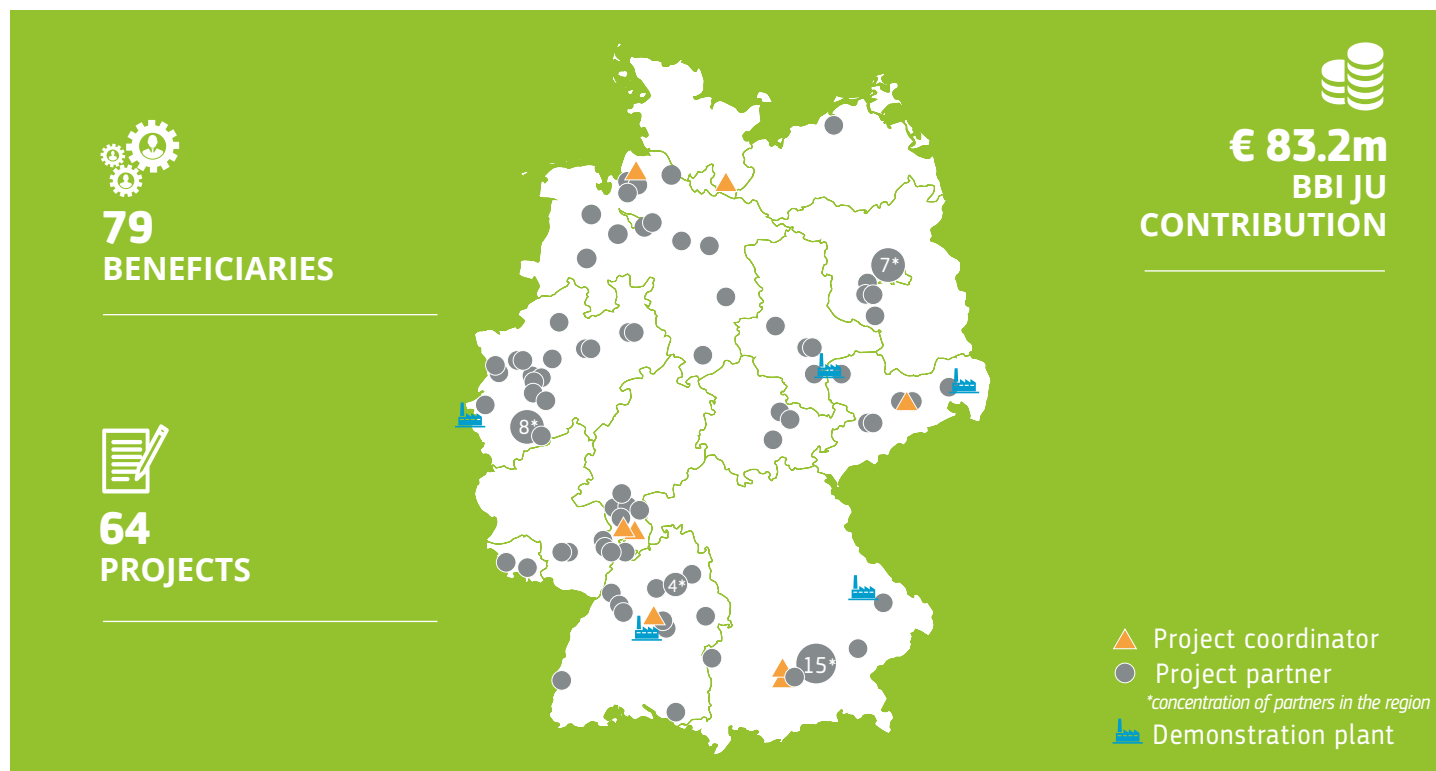 79
BENEFICIARIES
64
PROJECTS
7*
8*
4*
15*
€ 83.2m
BBI JU
CONTRIBUTION
Project coordinator
Project partner
*concentration of partners in the region
Demonstration plant